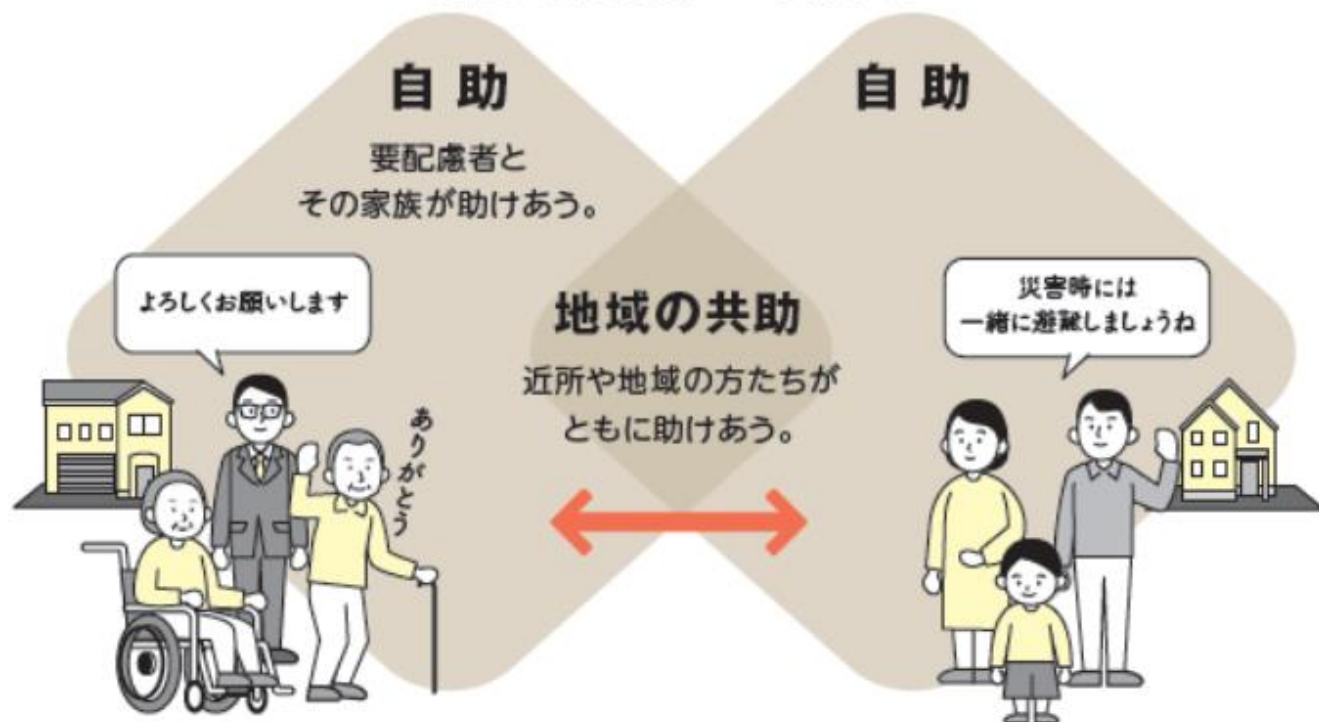 自助
要配慮者と
その家族が助けあう。
よろしくお願いします
ありがとう
地域の共助
近所や地域の方たちが
ともに助けあう。
自助
災害時には
一緒に避難しましょうね